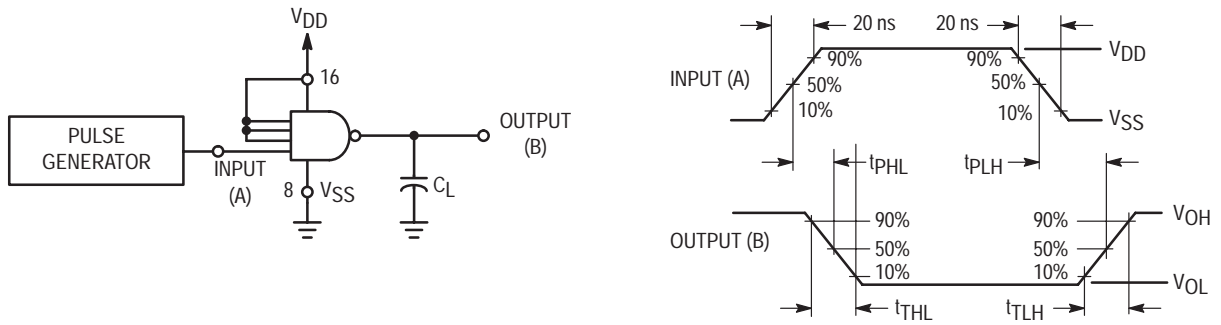 VDD
16
PULSE
GENERATOR
INPUT
(A)
8
VSS
CL
OUTPUT
(B)
20 ns
20 ns
INPUT (A)
90%
50%
10%
90%
50%
10%
VDD
VSS
tPHL
tPLH
OUTPUT (B)
90%
50%
10%
90%
50%
10%
VOH
VOL
tTHL
tTLH